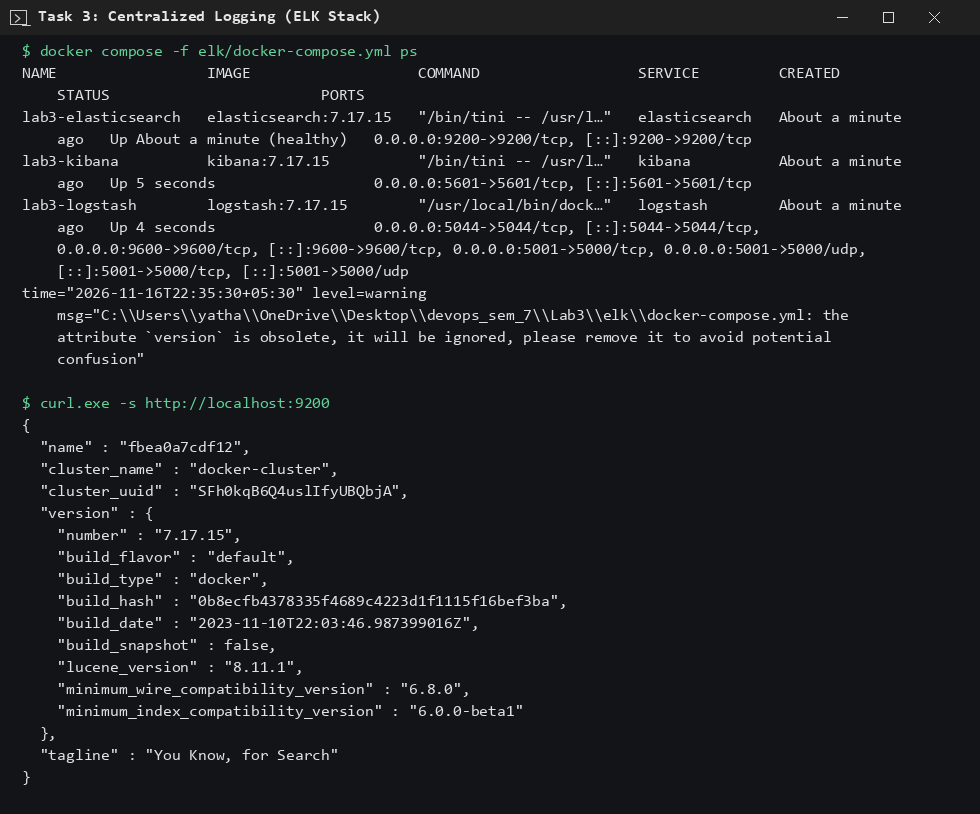 Task 3: Centralized Logging (ELK Stack)
$ docker compose -f elk/docker-compose.yml ps
NAME                 IMAGE                   COMMAND                  SERVICE         CREATED
    STATUS                        PORTS
lab3-elasticsearch   elasticsearch:7.17.15   "/bin/tini -- /usr/l…"   elasticsearch   About a minute
    ago   Up About a minute (healthy)   0.0.0.0:9200->9200/tcp, [::]:9200->9200/tcp
lab3-kibana          kibana:7.17.15          "/bin/tini -- /usr/l…"   kibana          About a minute
    ago   Up 5 seconds                  0.0.0.0:5601->5601/tcp, [::]:5601->5601/tcp
lab3-logstash        logstash:7.17.15        "/usr/local/bin/dock…"   logstash        About a minute
    ago   Up 4 seconds                  0.0.0.0:5044->5044/tcp, [::]:5044->5044/tcp,
    0.0.0.0:9600->9600/tcp, [::]:9600->9600/tcp, 0.0.0.0:5001->5000/tcp, 0.0.0.0:5001->5000/udp,
    [::]:5001->5000/tcp, [::]:5001->5000/udp
time="2026-11-16T22:35:30+05:30" level=warning
    msg="C:\\Users\\yatha\\OneDrive\\Desktop\\devops_sem_7\\Lab3\\elk\\docker-compose.yml: the
    attribute `version` is obsolete, it will be ignored, please remove it to avoid potential
    confusion"
$ curl.exe -s http://localhost:9200
{
  "name" : "fbea0a7cdf12",
  "cluster_name" : "docker-cluster",
  "cluster_uuid" : "SFh0kqB6Q4uslIfyUBQbjA",
  "version" : {
    "number" : "7.17.15",
    "build_flavor" : "default",
    "build_type" : "docker",
    "build_hash" : "0b8ecfb4378335f4689c4223d1f1115f16bef3ba",
    "build_date" : "2023-11-10T22:03:46.987399016Z",
    "build_snapshot" : false,
    "lucene_version" : "8.11.1",
    "minimum_wire_compatibility_version" : "6.8.0",
    "minimum_index_compatibility_version" : "6.0.0-beta1"
  },
  "tagline" : "You Know, for Search"
}